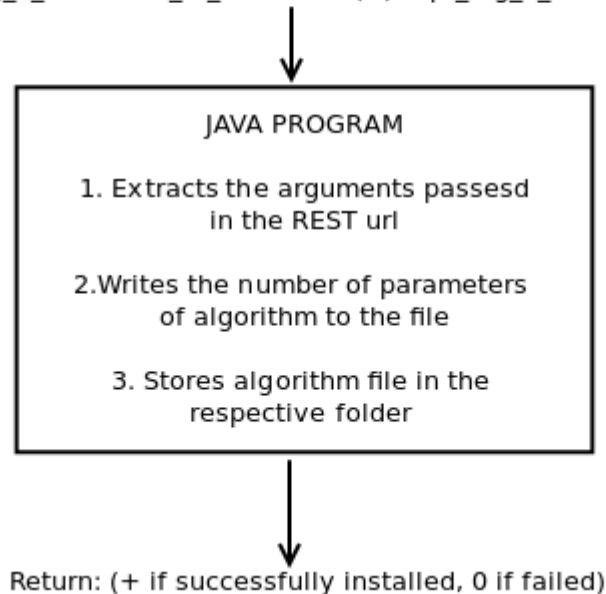 JAVA PROGRAM
1. Extracts the arguments passesd
in the REST url
2.Writes the number of parameters
of algorithm to the file
3. Stores algorithm file in the
respective folder
Return: (+ if successfully installed, 0 if failed)